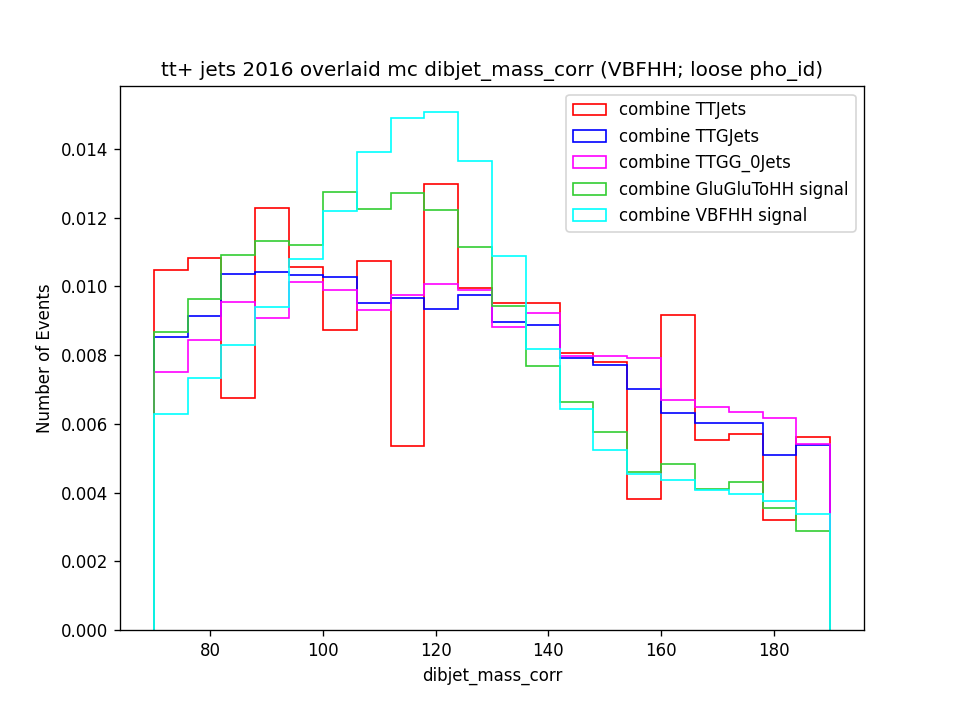 tt+ jets 2016 overlaid mc dibjet_mass_corr (VBFHH; loose pho_id)
combine TTJets
combine TTGJets
combine TTGG_0Jets
combine GluGluToHH signal
combine VBFHH signal
Number of Events
0.014
0.012
0.010
0.008
0.006
0.004
0.002
0.000
80 100 120 140 160 180
dibjet_mass_corr